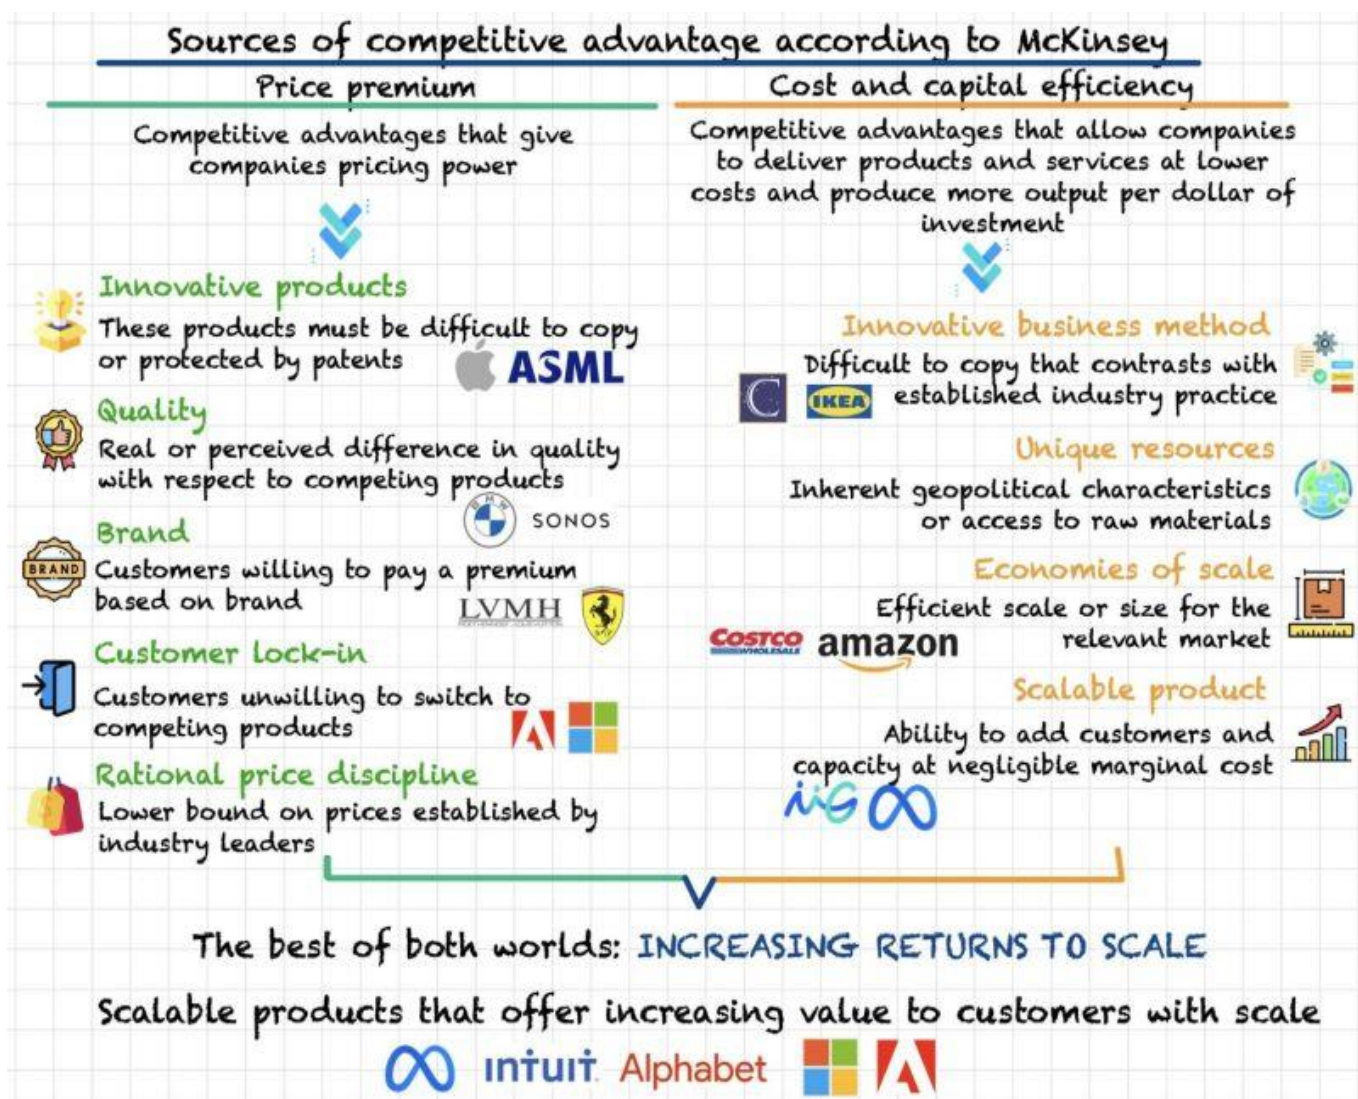 Sources of competitive advantage according to McKinsey
Price premium
Competitive advantages that give
companies pricing power
Innovative products
These products must be difficult to copy
or protected by patents
ASML
Quality
Real or perceived difference in quality
with respect to competing products
BMW
SONOS
Brand
BRAND
Customers willing to pay a premium
based on brand
LVMH
Customer lock-in
Customers unwilling to switch to
competing products
Rational price discipline
Lower bound on prices established by
industry leaders
Cost and capital efficiency
Competitive advantages that allow companies
to deliver products and services at lower
costs and produce more output per dollar of
investment
Innovative business method
Difficult to copy that contrasts with
established industry practice
C
IKEA
Unique resources
Inherent geopolitical characteristics
or access to raw materials
Economies of scale
Efficient scale or size for the
relevant market
COSTCO
WHOLESALE
amazon
Scalable product
Ability to add customers and
capacity at negligible marginal cost
The best of both worlds: INCREASING RETURNS TO SCALE
Scalable products that offer increasing value to customers with scale
intuit Alphabet